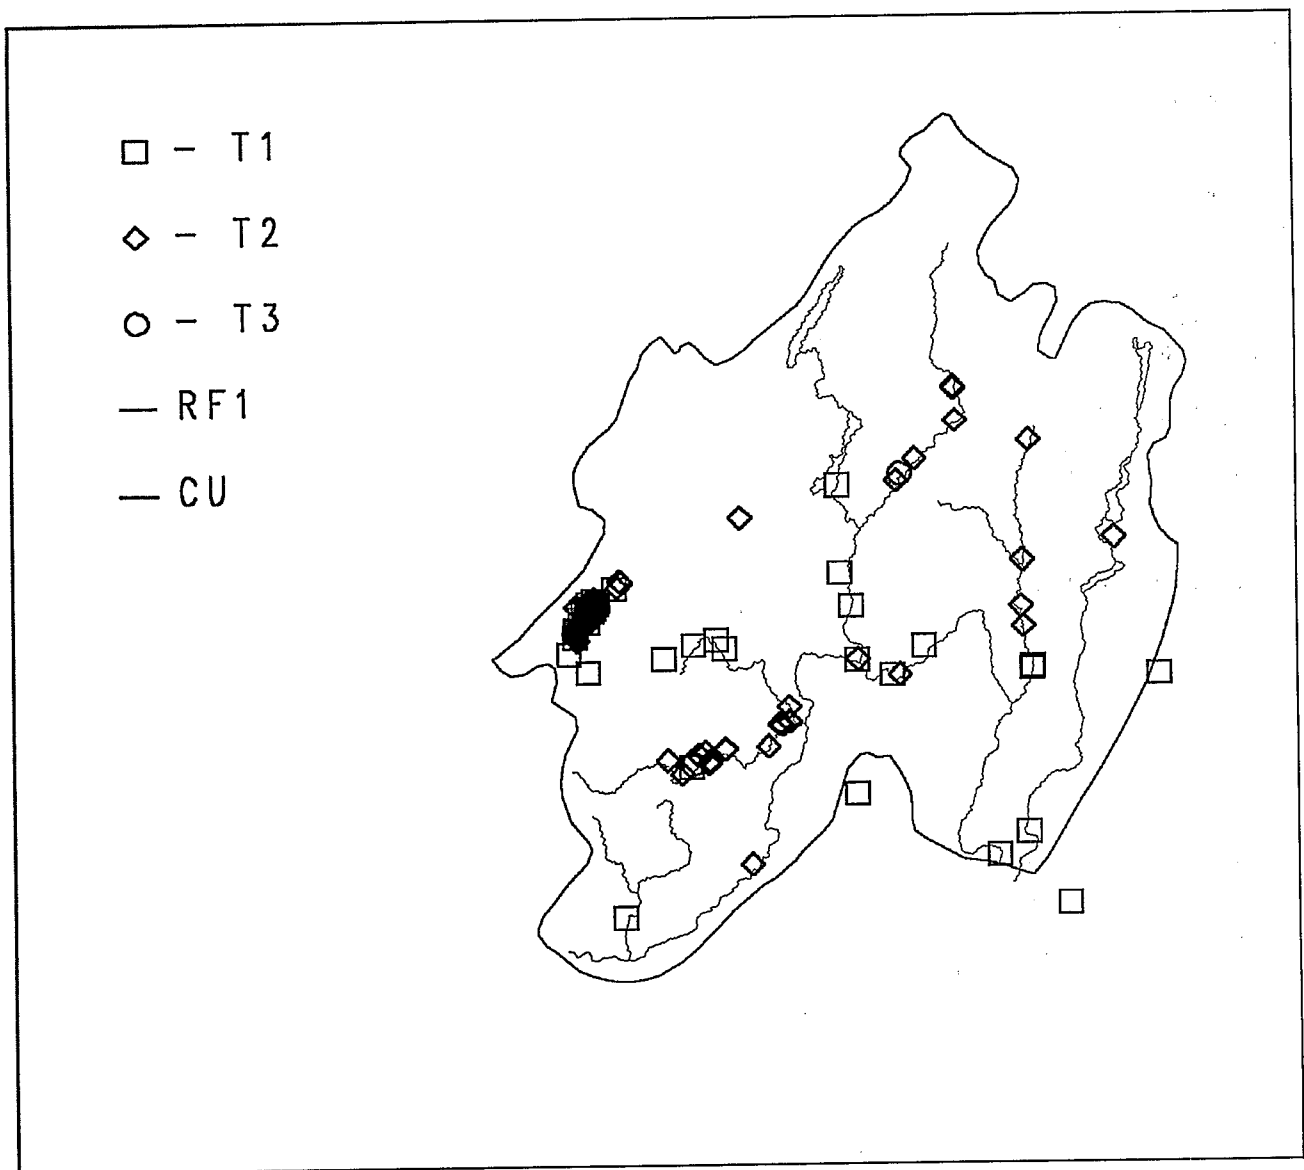 □ - T1
◇ - T2
○ - T3
— RF1
— CU